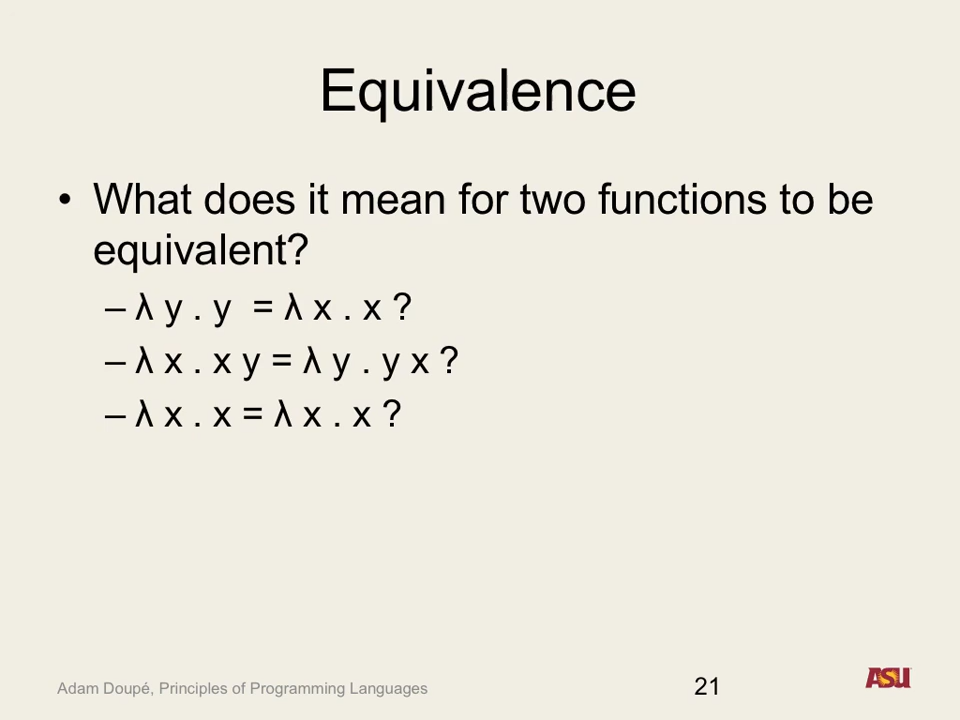 Equivalence
• What does it mean for two functions to be
equivalent?
– λ y . y  = λ x . x ?
– λ x . x y = λ y . y x ?
– λ x . x = λ x . x ?
Adam Doupé, Principles of Programming Languages
21
ASU